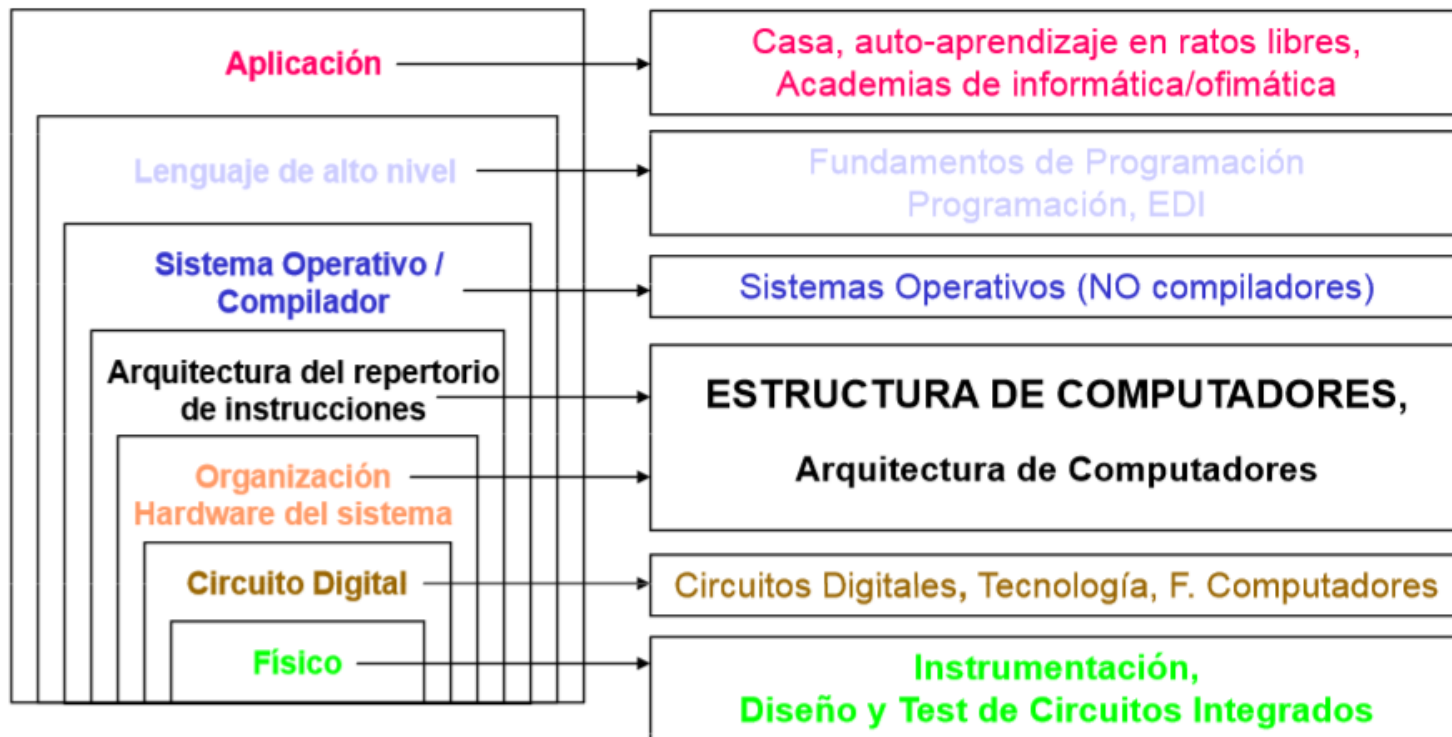 Aplicación
Casa, auto-aprendizaje en ratos libres,
Academias de informática/ofimática
Lenguaje de alto nivel
Fundamentos de Programación
Programación, EDI
Sistema Operativo /
Compilador
Sistemas Operativos (NO compiladores)
Arquitectura del repertorio
de instrucciones
ESTRUCTURA DE COMPUTADORES,
Arquitectura de Computadores
Organización
Hardware del sistema
Circuito Digital
Circuitos Digitales, Tecnología, F. Computadores
Físico
Instrumentación,
Diseño y Test de Circuitos Integrados